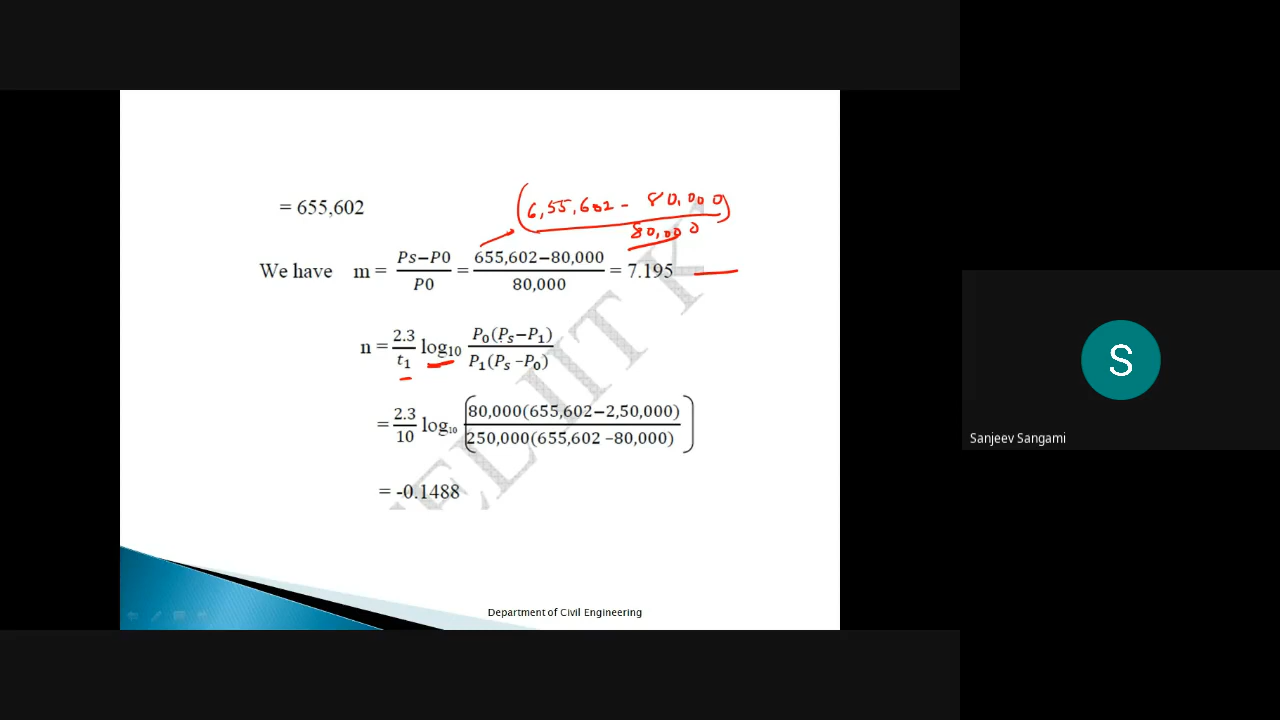 = 655,602
(6,55,602 - 80,000)
80,000
We have m = Ps−P0 / P0 = 655,602−80,000 / 80,000 = 7.195
n = 2.3 / t₁ log₁₀ P₀(Pₛ−P₁) / P₁(Pₛ −P₀)
= 2.3 / 10 log₁₀ [80,000(655,602−2,50,000) / 250,000(655,602 −80,000)]
= -0.1488
ELIIT K
Department of Civil Engineering
S
Sanjeev Sangami